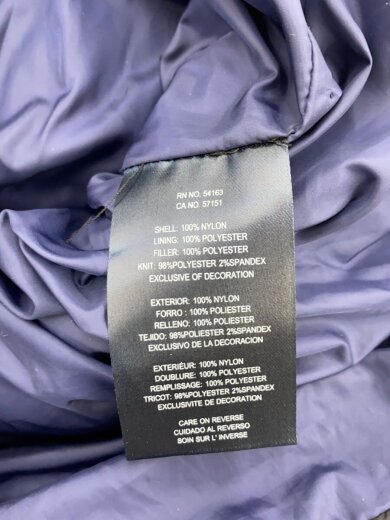 RN NO. 54163
CA NO. 57151
SHELL: 100% NYLON
LINING: 100% POLYESTER
FILLER: 100% POLYESTER
KNIT: 98%POLYESTER 2%SPANDEX
EXCLUSIVE OF DECORATION
EXTERIOR: 100% NYLON
FORRO : 100% POLIESTER
RELLENO: 100% POLYESTER
TEJIDO: 98%POLYESTER 2%SPANDEX
EXCLUSIVO DE LA DECORACION
EXTERIÉUR: 100% NYLON
DOUBLURE: 100% POLYESTER
REMPLISSAGE: 100% POLYESTER
TRICOT: 98%POLYESTER 2%SPANDEX
EXCLUSIVITE DE DECORATION
CARE ON REVERSE
CUIDADO AL REVERSO
SOIN SUR L' INVERSE